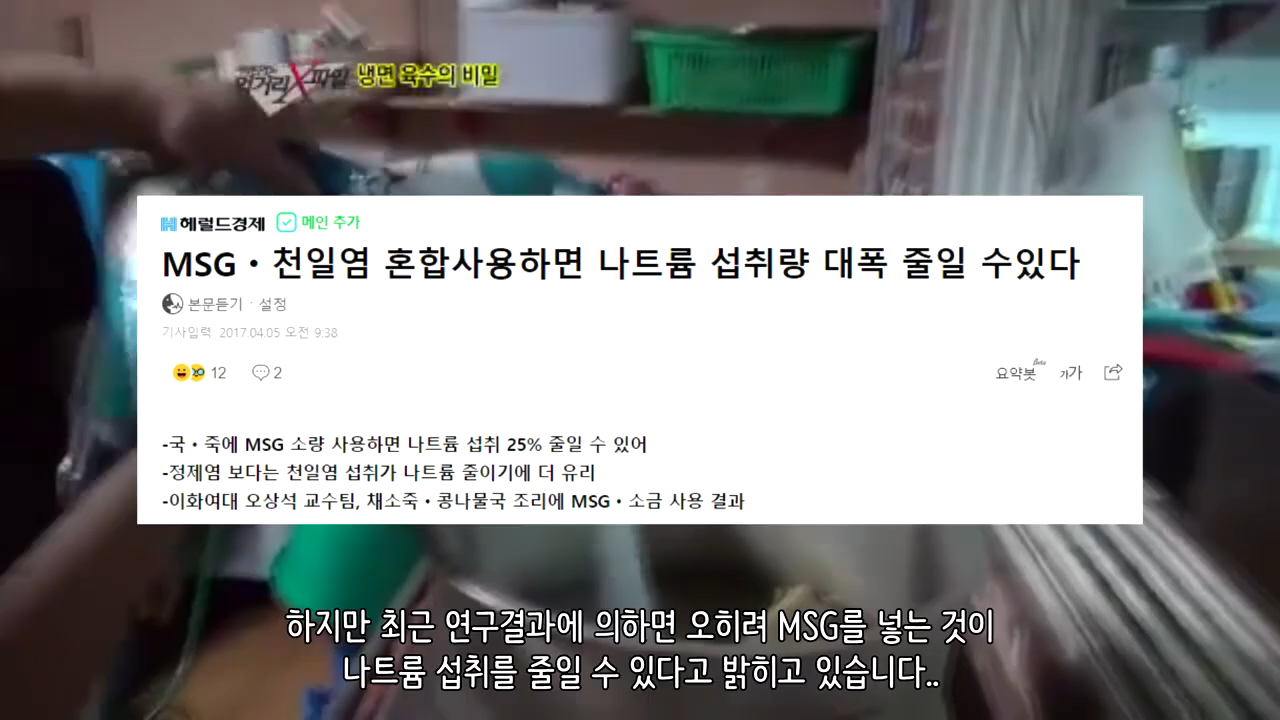 먹거리X파일 냉면 육수의 비밀
헤럴드경제 메인 추가
MSG•천일염 혼합사용하면 나트륨 섭취량 대폭 줄일 수있다
본문듣기 · 설정
기사입력 2017.04.05 오전 9:38
12 2
요약봇 Beta 가가
-국•죽에 MSG 소량 사용하면 나트륨 섭취 25% 줄일 수 있어
-정제염 보다는 천일염 섭취가 나트륨 줄이기에 더 유리
-이화여대 오상석 교수팀, 채소죽•콩나물국 조리에 MSG•소금 사용 결과
하지만 최근 연구결과에 의하면 오히려 MSG를 넣는 것이
나트륨 섭취를 줄일 수 있다고 밝히고 있습니다..